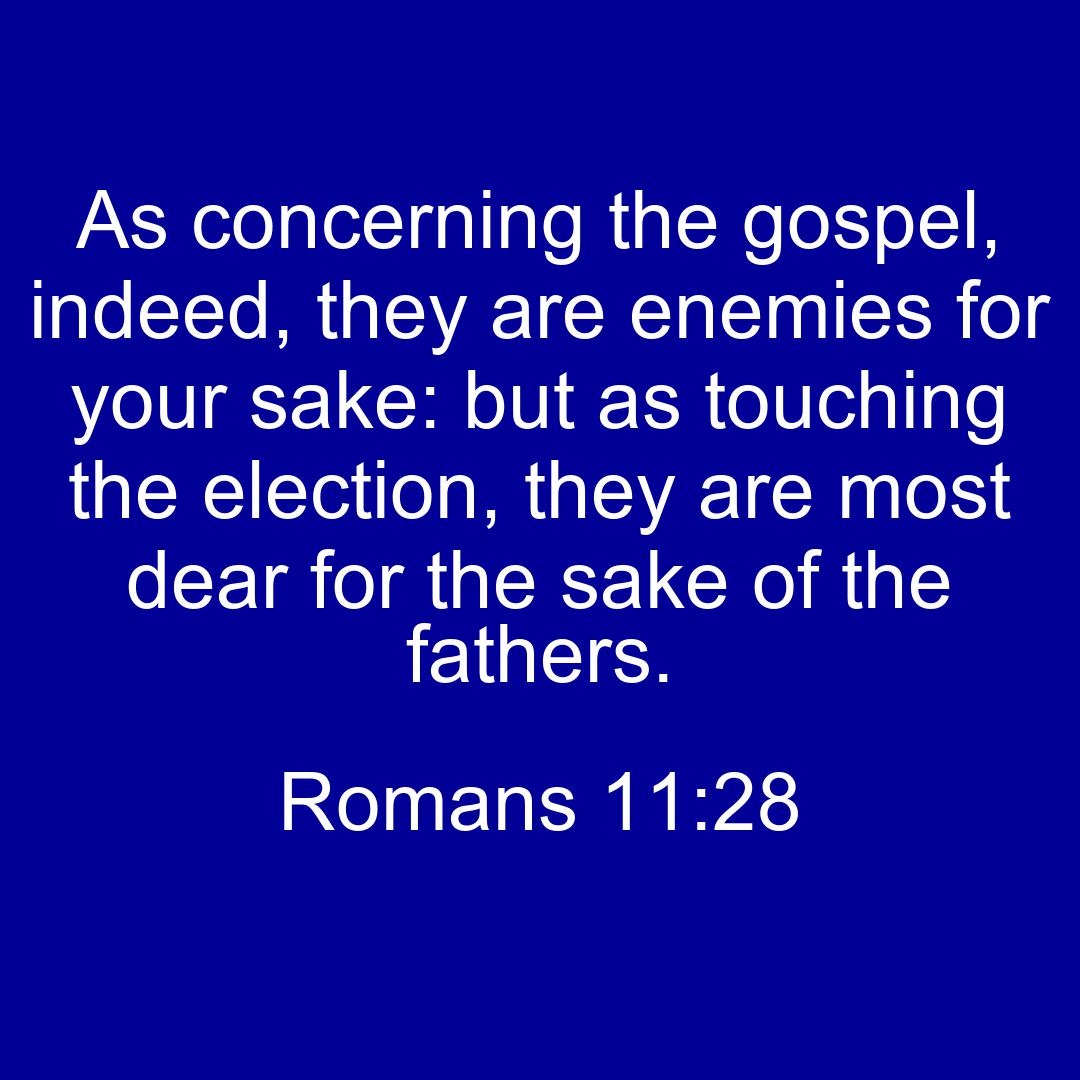 As concerning the gospel,
indeed, they are enemies for
your sake: but as touching
the election, they are most
dear for the sake of the
fathers.
Romans 11:28